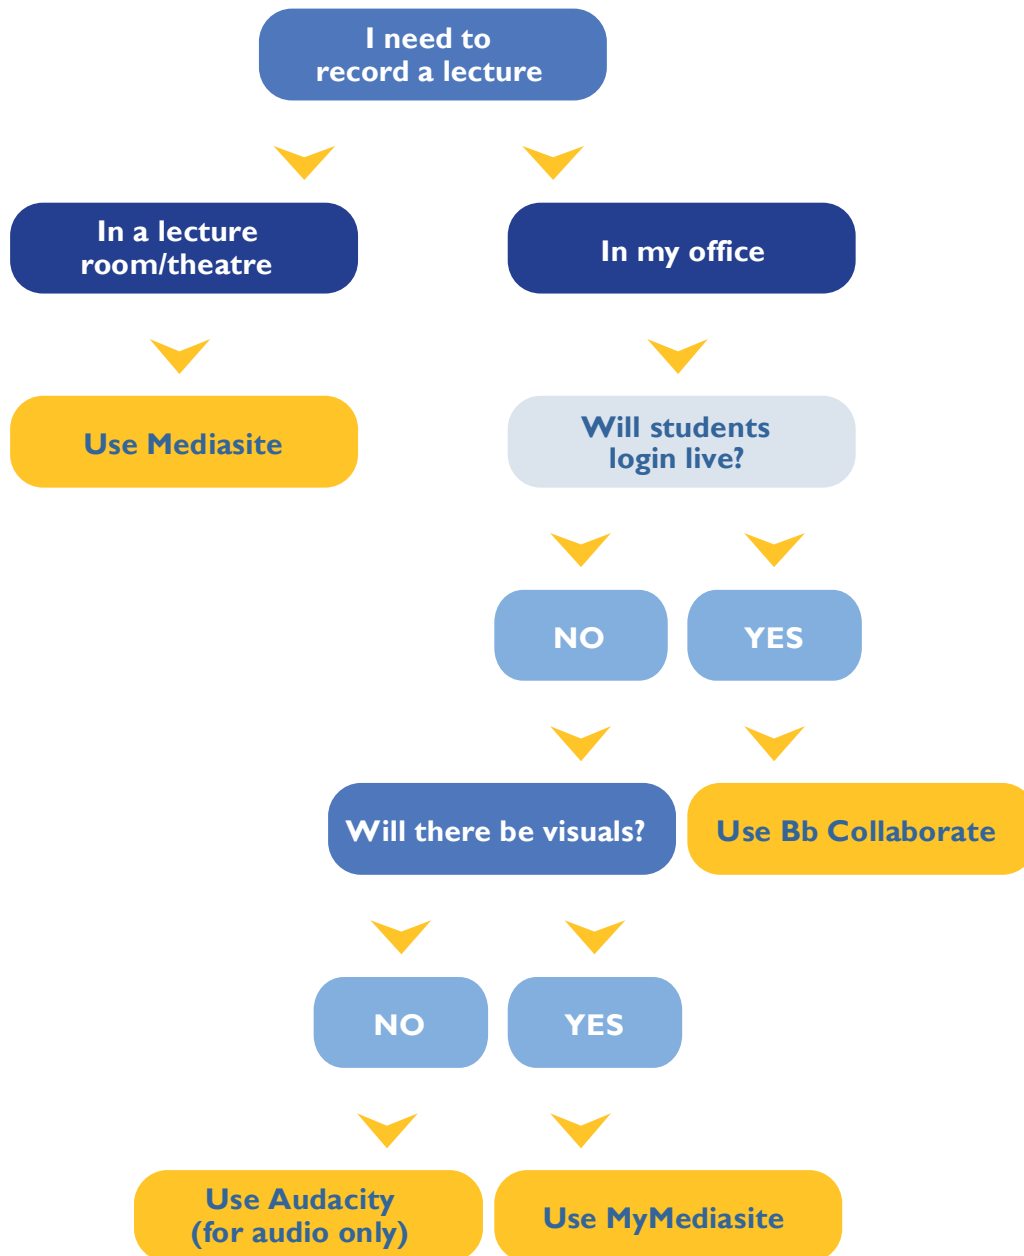 I need to
record a lecture
In a lecture
room/theatre
In my office
Use Mediasite
Will students
login live?
NO
YES
Will there be visuals?
Use Bb Collaborate
NO
YES
Use Audacity
(for audio only)
Use MyMediasite